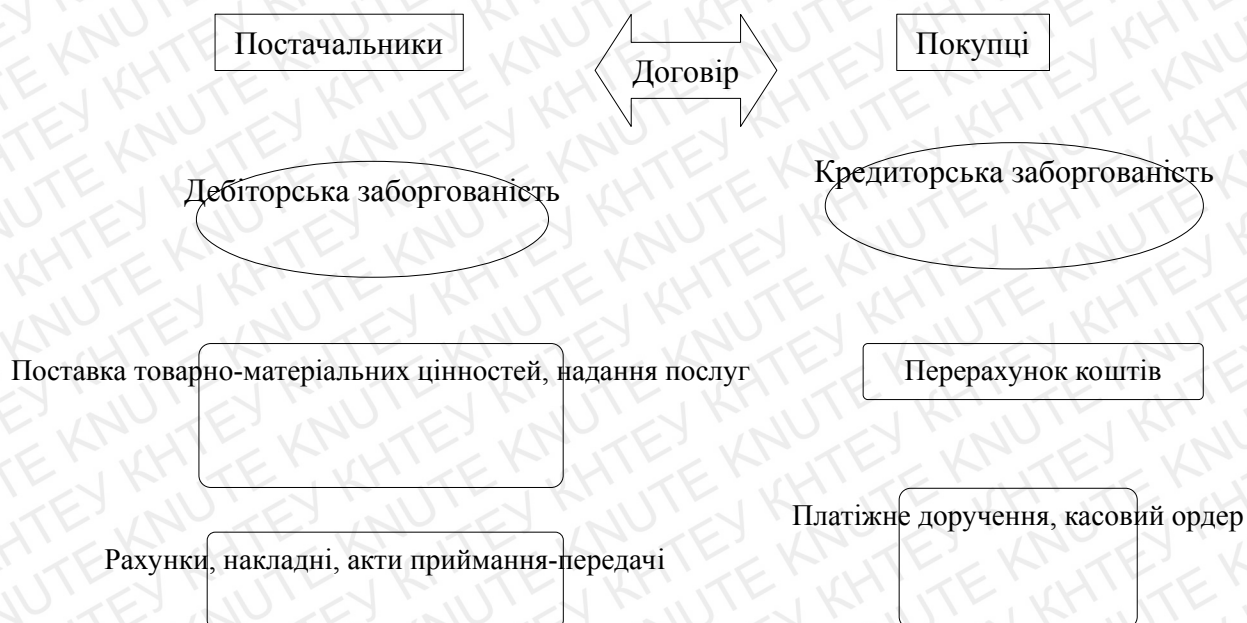 Постачальники
Договір
Покупці
Дебіторська заборгованість
Кредиторська заборгованість
Поставка товарно-матеріальних цінностей, надання послуг
Перерахунок коштів
Платіжне доручення, касовий ордер
Рахунки, накладні, акти приймання-передачі